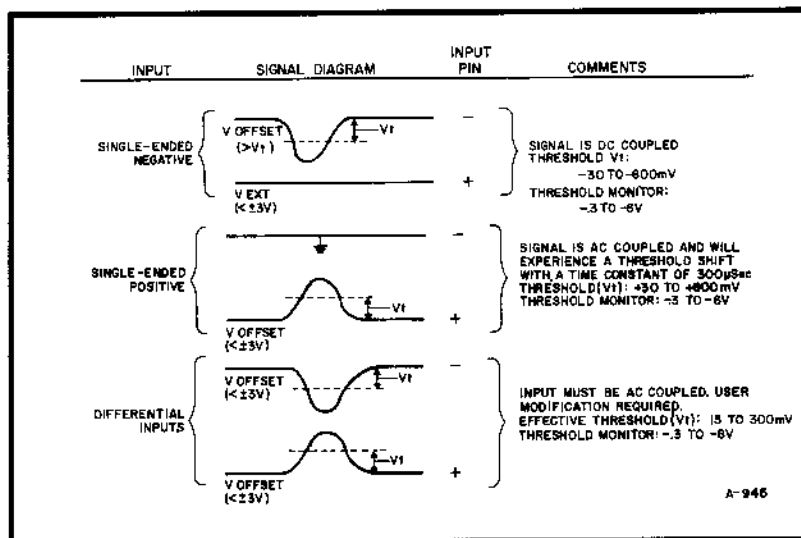 INPUT SIGNAL DIAGRAM INPUT PIN COMMENTS
SINGLE-ENDED NEGATIVE
V OFFSET
(>Vt)
Vt
−
V EXT
(<±3V)
+
SIGNAL IS DC COUPLED
THRESHOLD Vt:
-30 TO -600mV
THRESHOLD MONITOR:
-.3 TO -6V
SINGLE-ENDED
POSITIVE
−
Vt
V OFFSET
(<±3V)
+
SIGNAL IS AC COUPLED AND WILL
EXPERIENCE A THRESHOLD SHIFT
WITH A TIME CONSTANT OF 300µSec
THRESHOLD(Vt): +30 TO +600mV
THRESHOLD MONITOR: -.3 TO -6V
DIFFERENTIAL
INPUTS
V OFFSET
(<±3V)
Vt
−
Vt
V OFFSET
(<±3V)
+
INPUT MUST BE AC COUPLED. USER
MODIFICATION REQUIRED.
EFFECTIVE THRESHOLD(Vt): 15 TO 300mV
THRESHOLD MONITOR: -.3 TO -6V
A-946